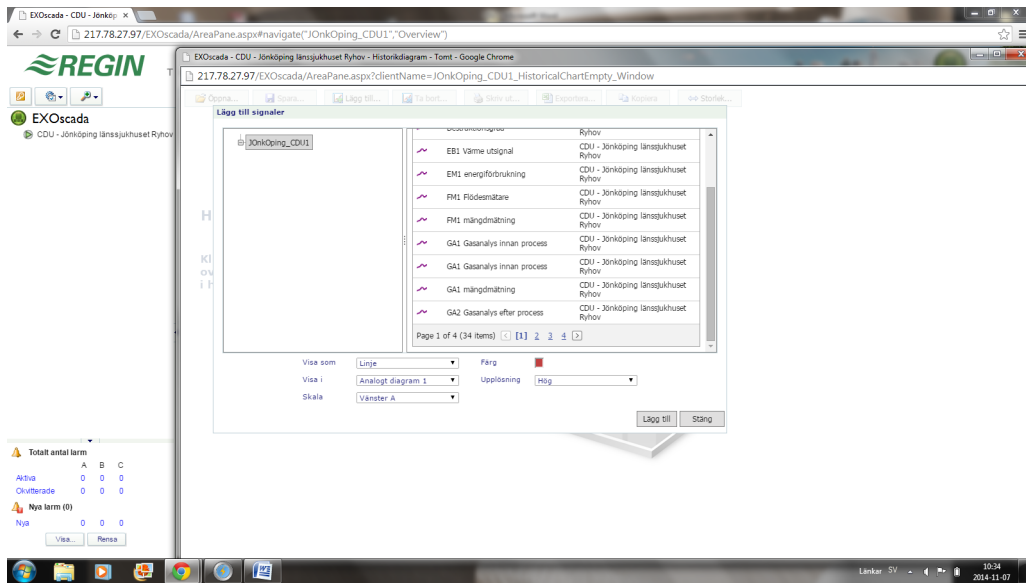 EXOscada - CDU - Jönköp
217.78.27.97/EXOscada/AreaPane.aspx#navigate("JOnkOping_CDU1","Overview")
REGIN
T
EXOscada
CDU - Jönköping länssjukhuset Ryhov
EXOscada - CDU - Jönköping länssjukhuset Ryhov - Historikdiagram - Tomt - Google Chrome
217.78.27.97/EXOscada/AreaPane.aspx?clientName=JOnkOping_CDU1_HistoricalChartEmpty_Window
Öppna... Spara... Lägg till... Ta bort... Skriv ut... Exportera... Kopiera Storlek...
Lägg till signaler
JOnkOping_CDU1
Destruktionsgrad Ryhov
EB1 Värme utsignal CDU - Jönköping länssjukhuset Ryhov
EM1 energiförbrukning CDU - Jönköping länssjukhuset Ryhov
FM1 Flödesmätare CDU - Jönköping länssjukhuset Ryhov
FM1 mängdmätning CDU - Jönköping länssjukhuset Ryhov
GA1 Gasanalys innan process CDU - Jönköping länssjukhuset Ryhov
GA1 Gasanalys innan process CDU - Jönköping länssjukhuset Ryhov
GA1 mängdmätning CDU - Jönköping länssjukhuset Ryhov
GA2 Gasanalys efter process CDU - Jönköping länssjukhuset Ryhov
Page 1 of 4 (34 items) [1] 2 3 4
H
Kl
ov
i h
Visa som Linje Färg
Visa i Analogt diagram 1 Upplösning Hög
Skala Vänster A
Lägg till Stäng
Totalt antal larm
A B C
Aktiva 0 0 0
Okvitterade 0 0 0
Nya larm (0)
Nya 0 0 0
Visa... Rensa
Länkar SV 10:34
2014-11-07